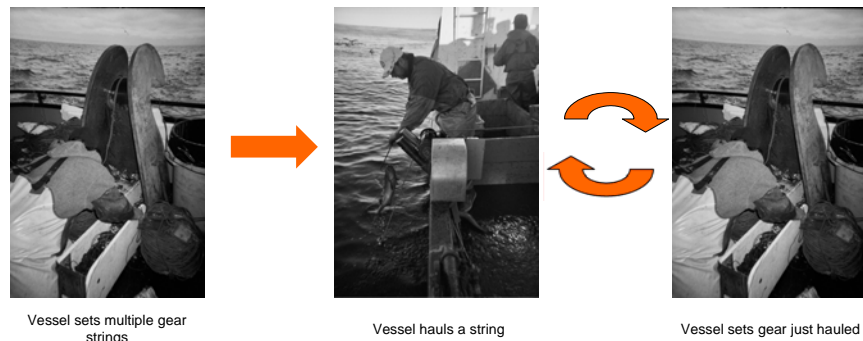 Vessel sets multiple gear
strings
Vessel hauls a string
Vessel sets gear just hauled